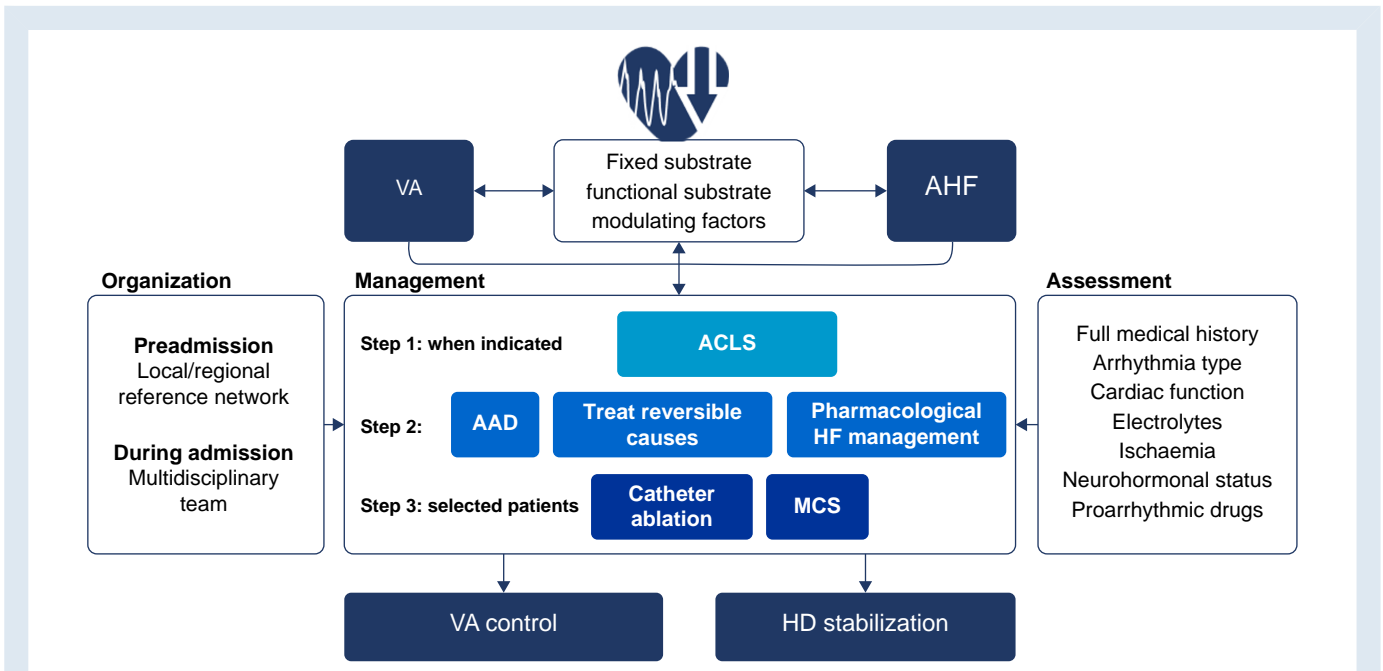 VA
Fixed substrate
functional substrate
modulating factors
AHF
Organization
Preadmission
Local/regional
reference network
During admission
Multidisciplinary
team
Management
Step 1: when indicated
ACLS
Step 2:
AAD
Treat reversible
causes
Pharmacological
HF management
Step 3: selected patients
Catheter
ablation
MCS
Assessment
Full medical history
Arrhythmia type
Cardiac function
Electrolytes
Ischaemia
Neurohormonal status
Proarrhythmic drugs
VA control
HD stabilization